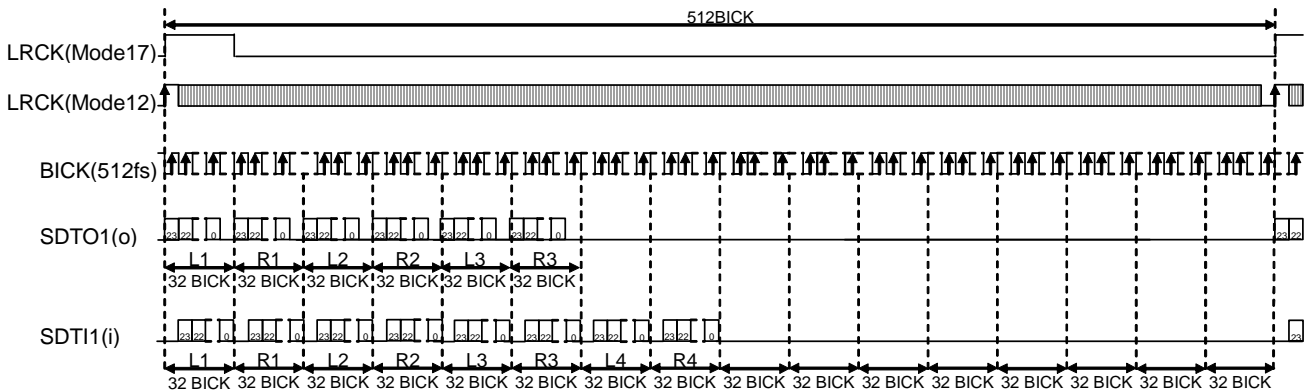 512BICK
LRCK(Mode17)
LRCK(Mode12)
BICK(512fs)
SDTO1(o)
23 22 0 23 22 0 23 22 0 23 22 0 23 22 0 23 22 0 23 22
L1 R1 L2 R2 L3 R3
32 BICK 32 BICK 32 BICK 32 BICK 32 BICK 32 BICK
SDTI1(i)
23 22 0 23 22 0 23 22 0 23 22 0 23 22 0 23 22 0 23 22 0 23 22 0 23
L1 R1 L2 R2 L3 R3 L4 R4
32 BICK 32 BICK 32 BICK 32 BICK 32 BICK 32 BICK 32 BICK 32 BICK 32 BICK 32 BICK 32 BICK 32 BICK 32 BICK 32 BICK 32 BICK 32 BICK